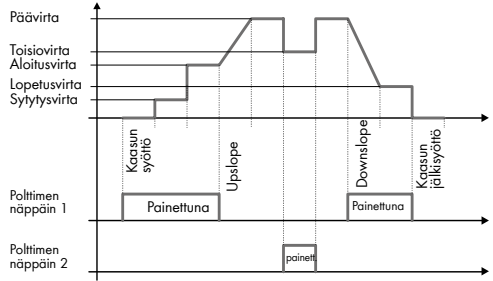 Päävirta
Toisiovirta
Aloitusvirta
Lopetusvirta
Sytytysvirta
Kaasun
syöttö
Upslope
Downslope
Kaasun
jälkisyöttö
Polttimen
näppäin 1
Painettuna
Painettuna
Polttimen
näppäin 2
painett.